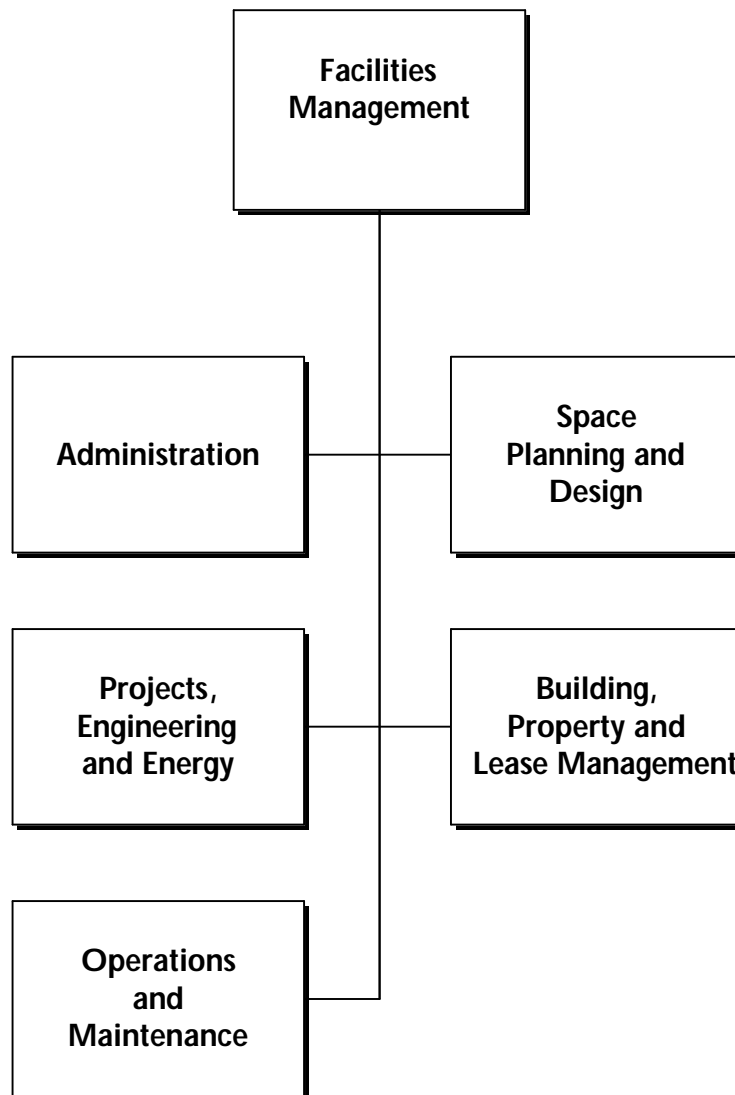 Facilities
Management
Administration
Space
Planning and
Design
Projects,
Engineering
and Energy
Building,
Property and
Lease Management
Operations
and
Maintenance